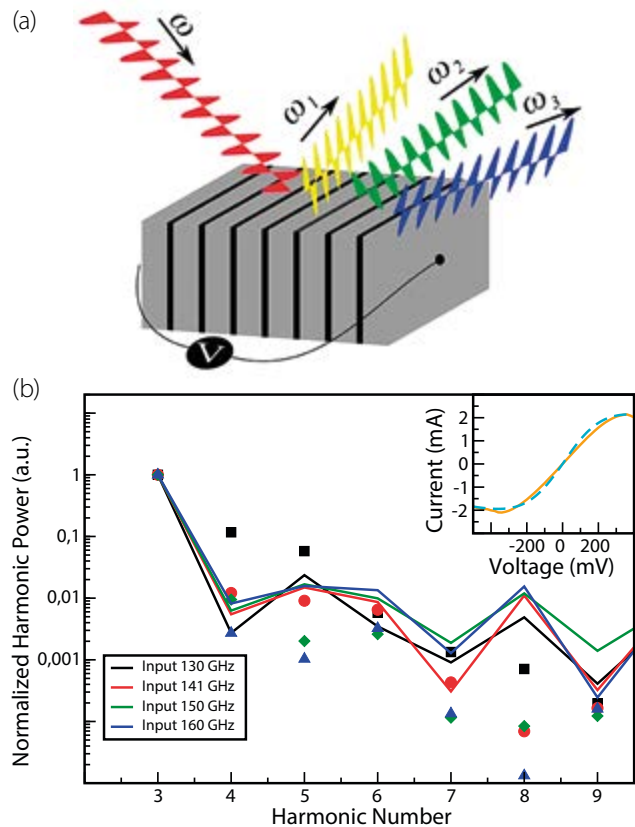 (a)
ω
ω₁
ω₂
ω₃
V
(b)
Normalized Harmonic Power (a.u.)
1
0,1
0,01
0,001
Input 130 GHz
Input 141 GHz
Input 150 GHz
Input 160 GHz
3 4 5 6 7 8 9
Harmonic Number
Current (mA)
2
1
0
-1
-2
-200 0 200
Voltage (mV)